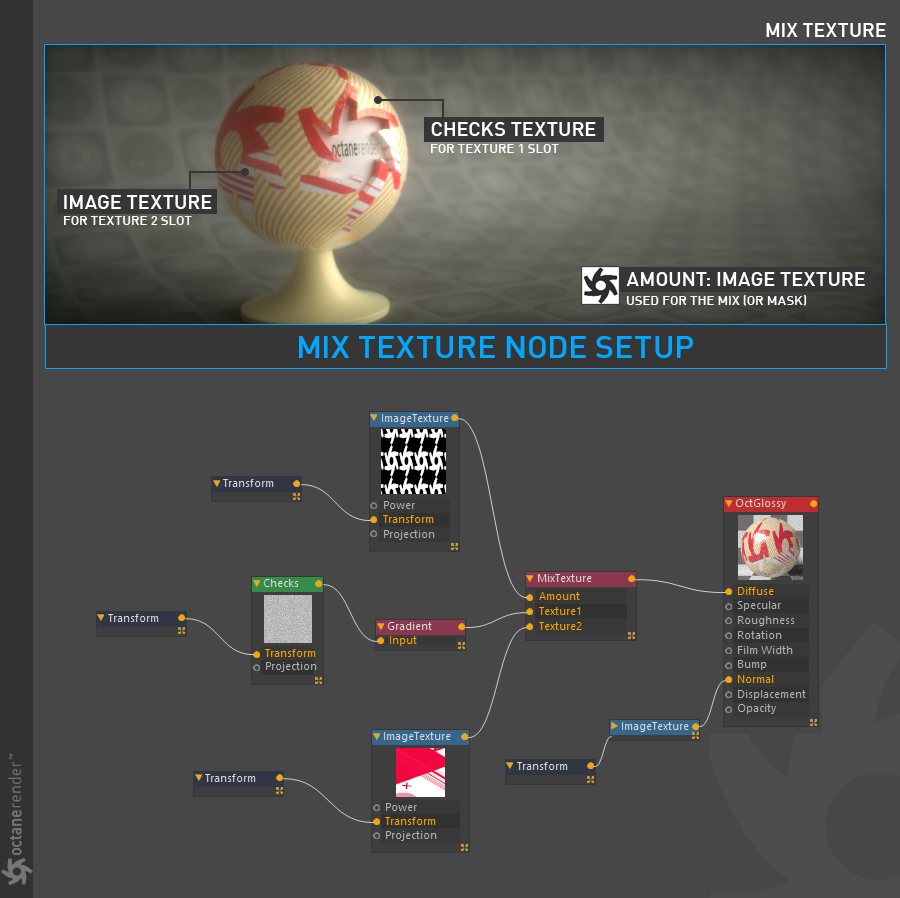 MIX TEXTURE
CHECKS TEXTURE
FOR TEXTURE 1 SLOT
octanerender
IMAGE TEXTURE
FOR TEXTURE 2 SLOT
AMOUNT: IMAGE TEXTURE
USED FOR THE MIX (OR MASK)
MIX TEXTURE NODE SETUP
ImageTexture
Power
Transform
Projection
Transform
Checks
Transform
Projection
Transform
Gradient
Input
MixTexture
Amount
Texture1
Texture2
OctGlossy
Diffuse
Specular
Roughness
Rotation
Film Width
Bump
Normal
Displacement
Opacity
ImageTexture
Transform
ImageTexture
Power
Transform
Projection
Transform
octanerender™